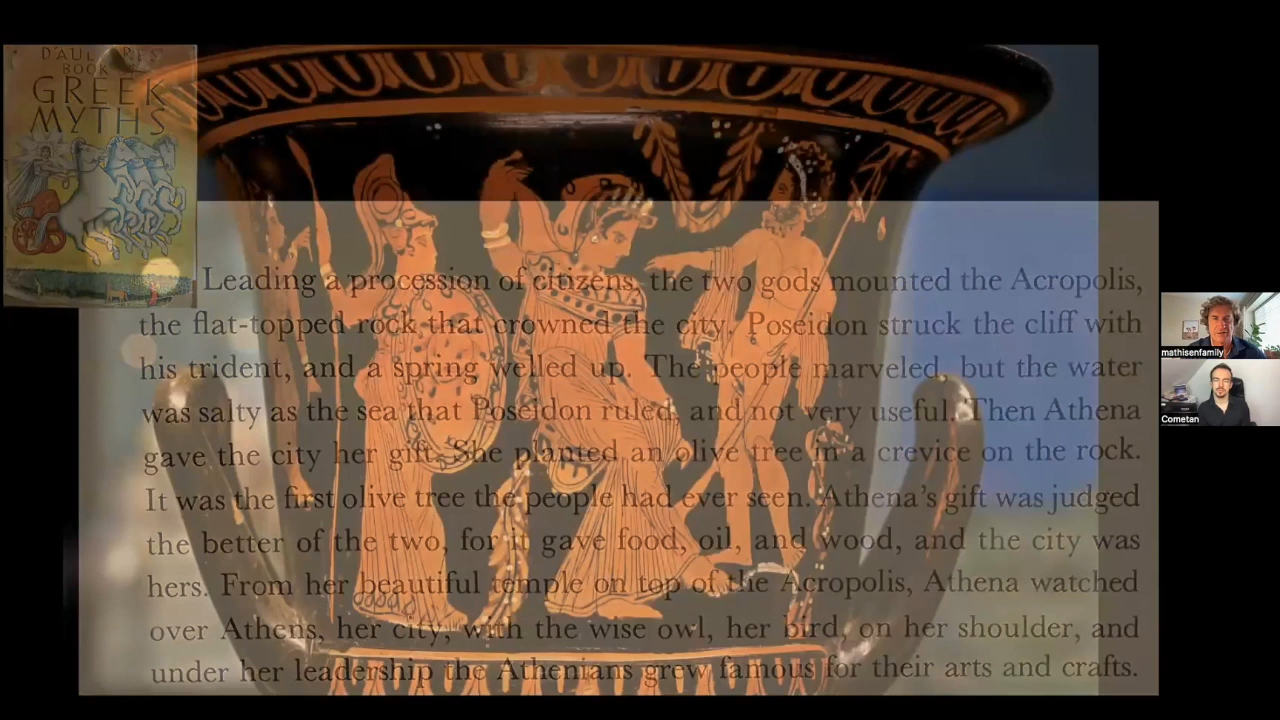 D'AULAIRES'
BOOK OF
GREEK
MYTHS
Leading a procession of citizens, the two gods mounted the Acropolis,
the flat-topped rock that crowned the city. Poseidon struck the cliff with
his trident, and a spring welled up. The people marveled, but the water
was salty as the sea that Poseidon ruled, and not very useful. Then Athena
gave the city her gift. She planted an olive tree in a crevice on the rock.
It was the first olive tree the people had ever seen. Athena's gift was judged
the better of the two, for it gave food, oil, and wood, and the city was
hers. From her beautiful temple on top of the Acropolis, Athena watched
over Athens, her city, with the wise owl, her bird, on her shoulder, and
under her leadership the Athenians grew famous for their arts and crafts.
mathisenfamily
Cometan